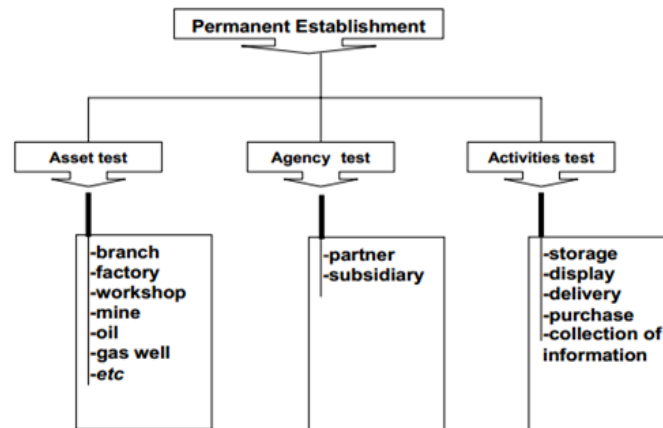 Permanent Establishment
Asset test
Agency test
Activities test
-branch
-factory
-workshop
-mine
-oil
-gas well
-etc
-partner
-subsidiary
-storage
-display
-delivery
-purchase
-collection of
information